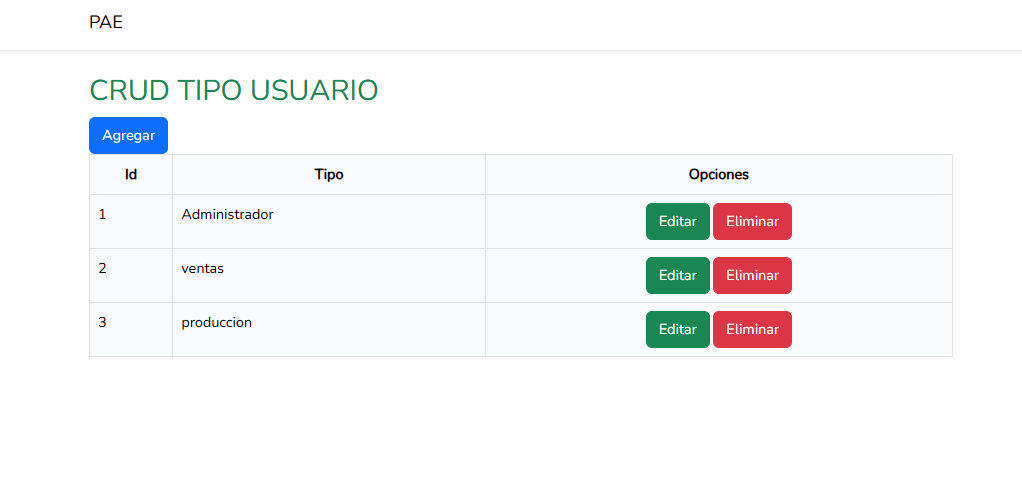 PAE
CRUD TIPO USUARIO
Agregar
Id Tipo Opciones
1 Administrador Editar Eliminar
2 ventas Editar Eliminar
3 produccion Editar Eliminar